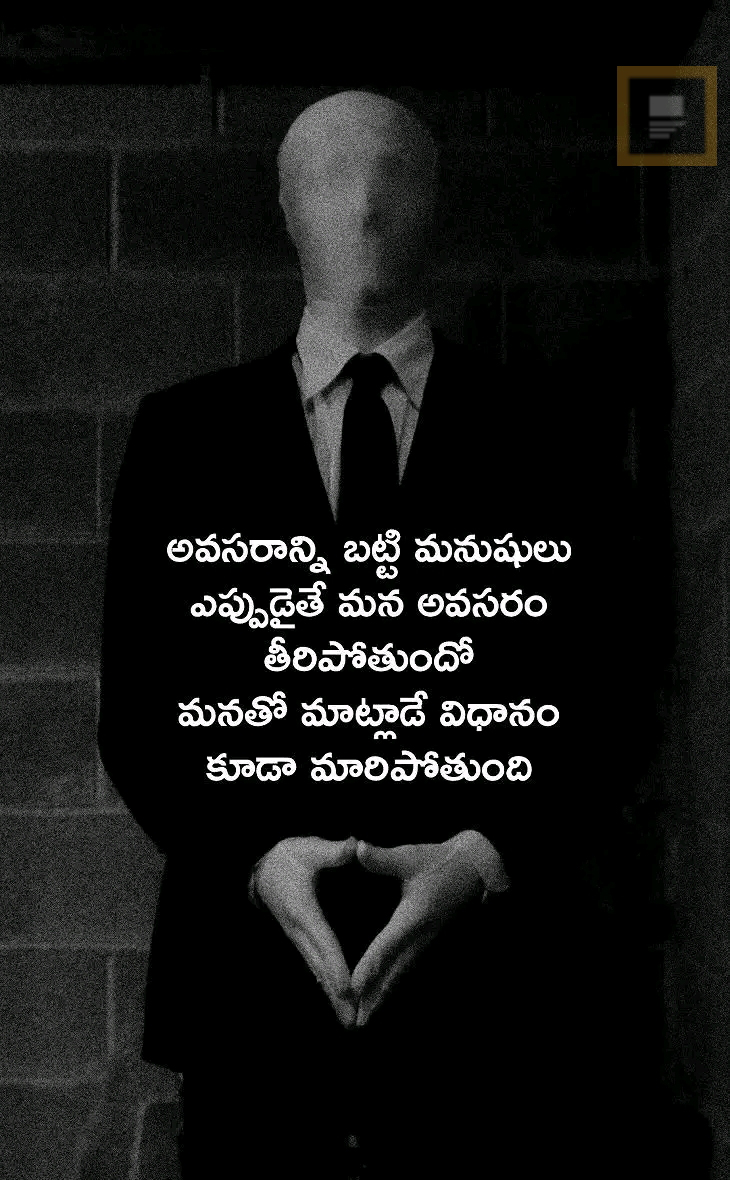 అవసరాన్ని బట్టి మనుషులు
ఎప్పుడైతే మన అవసరం
తీరిపోతుందో
మనతో మాట్లాడే విధానం
కూడా మారిపోతుంది